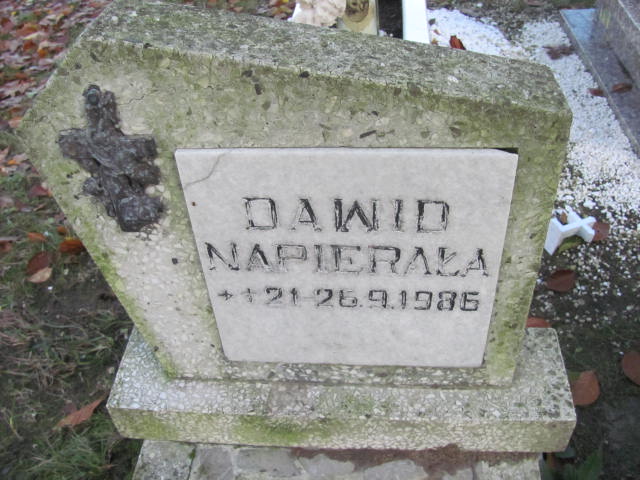 DAWID
NAPIERAŁA
++21-26.9.1986